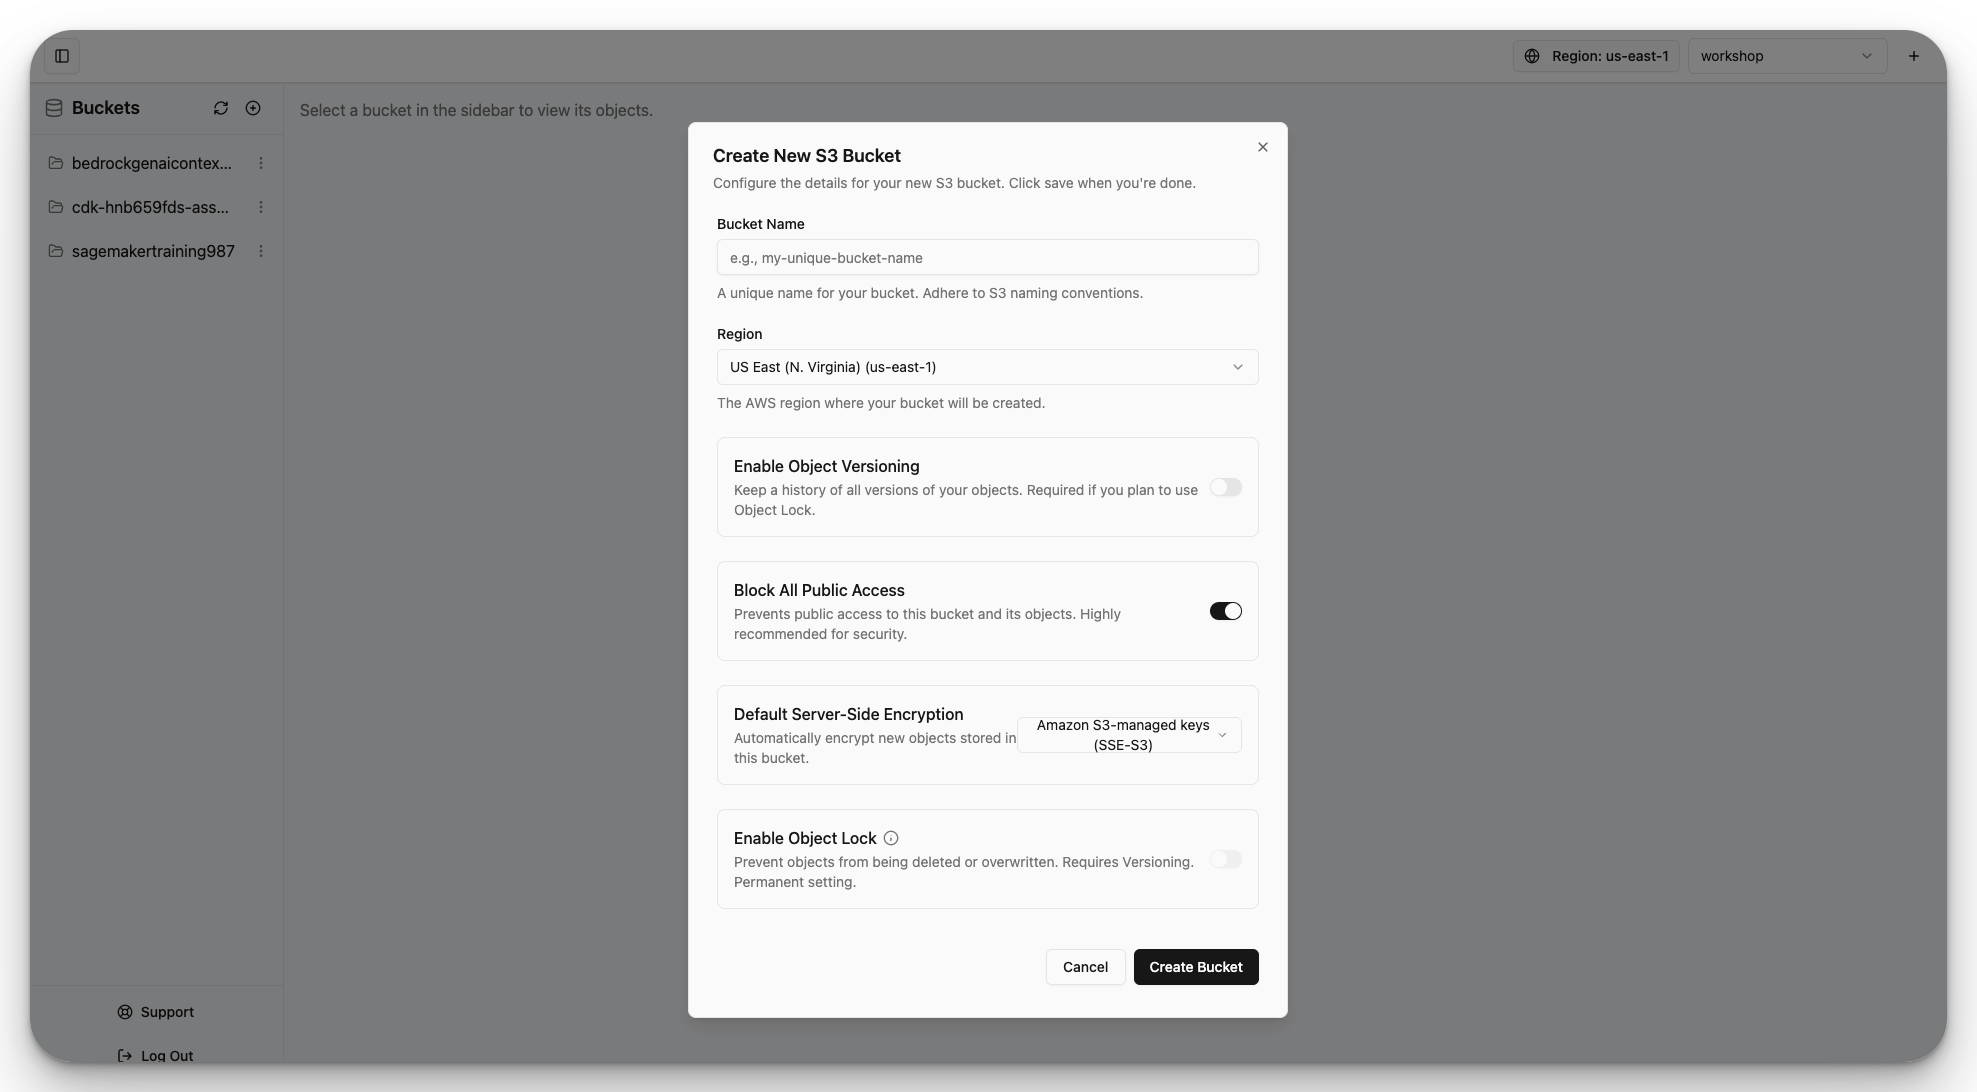 Region: us-east-1
workshop
Buckets
bedrockgenaicontex...
cdk-hnb659fds-ass...
sagemakertraining987
Support
Log Out
Select a bucket in the sidebar to view its objects.
Create New S3 Bucket
Configure the details for your new S3 bucket. Click save when you're done.
Bucket Name
e.g., my-unique-bucket-name
A unique name for your bucket. Adhere to S3 naming conventions.
Region
US East (N. Virginia) (us-east-1)
The AWS region where your bucket will be created.
Enable Object Versioning
Keep a history of all versions of your objects. Required if you plan to use
Object Lock.
Block All Public Access
Prevents public access to this bucket and its objects. Highly
recommended for security.
Default Server-Side Encryption
Automatically encrypt new objects stored in
this bucket.
Amazon S3-managed keys
(SSE-S3)
Enable Object Lock
Prevent objects from being deleted or overwritten. Requires Versioning.
Permanent setting.
Cancel
Create Bucket